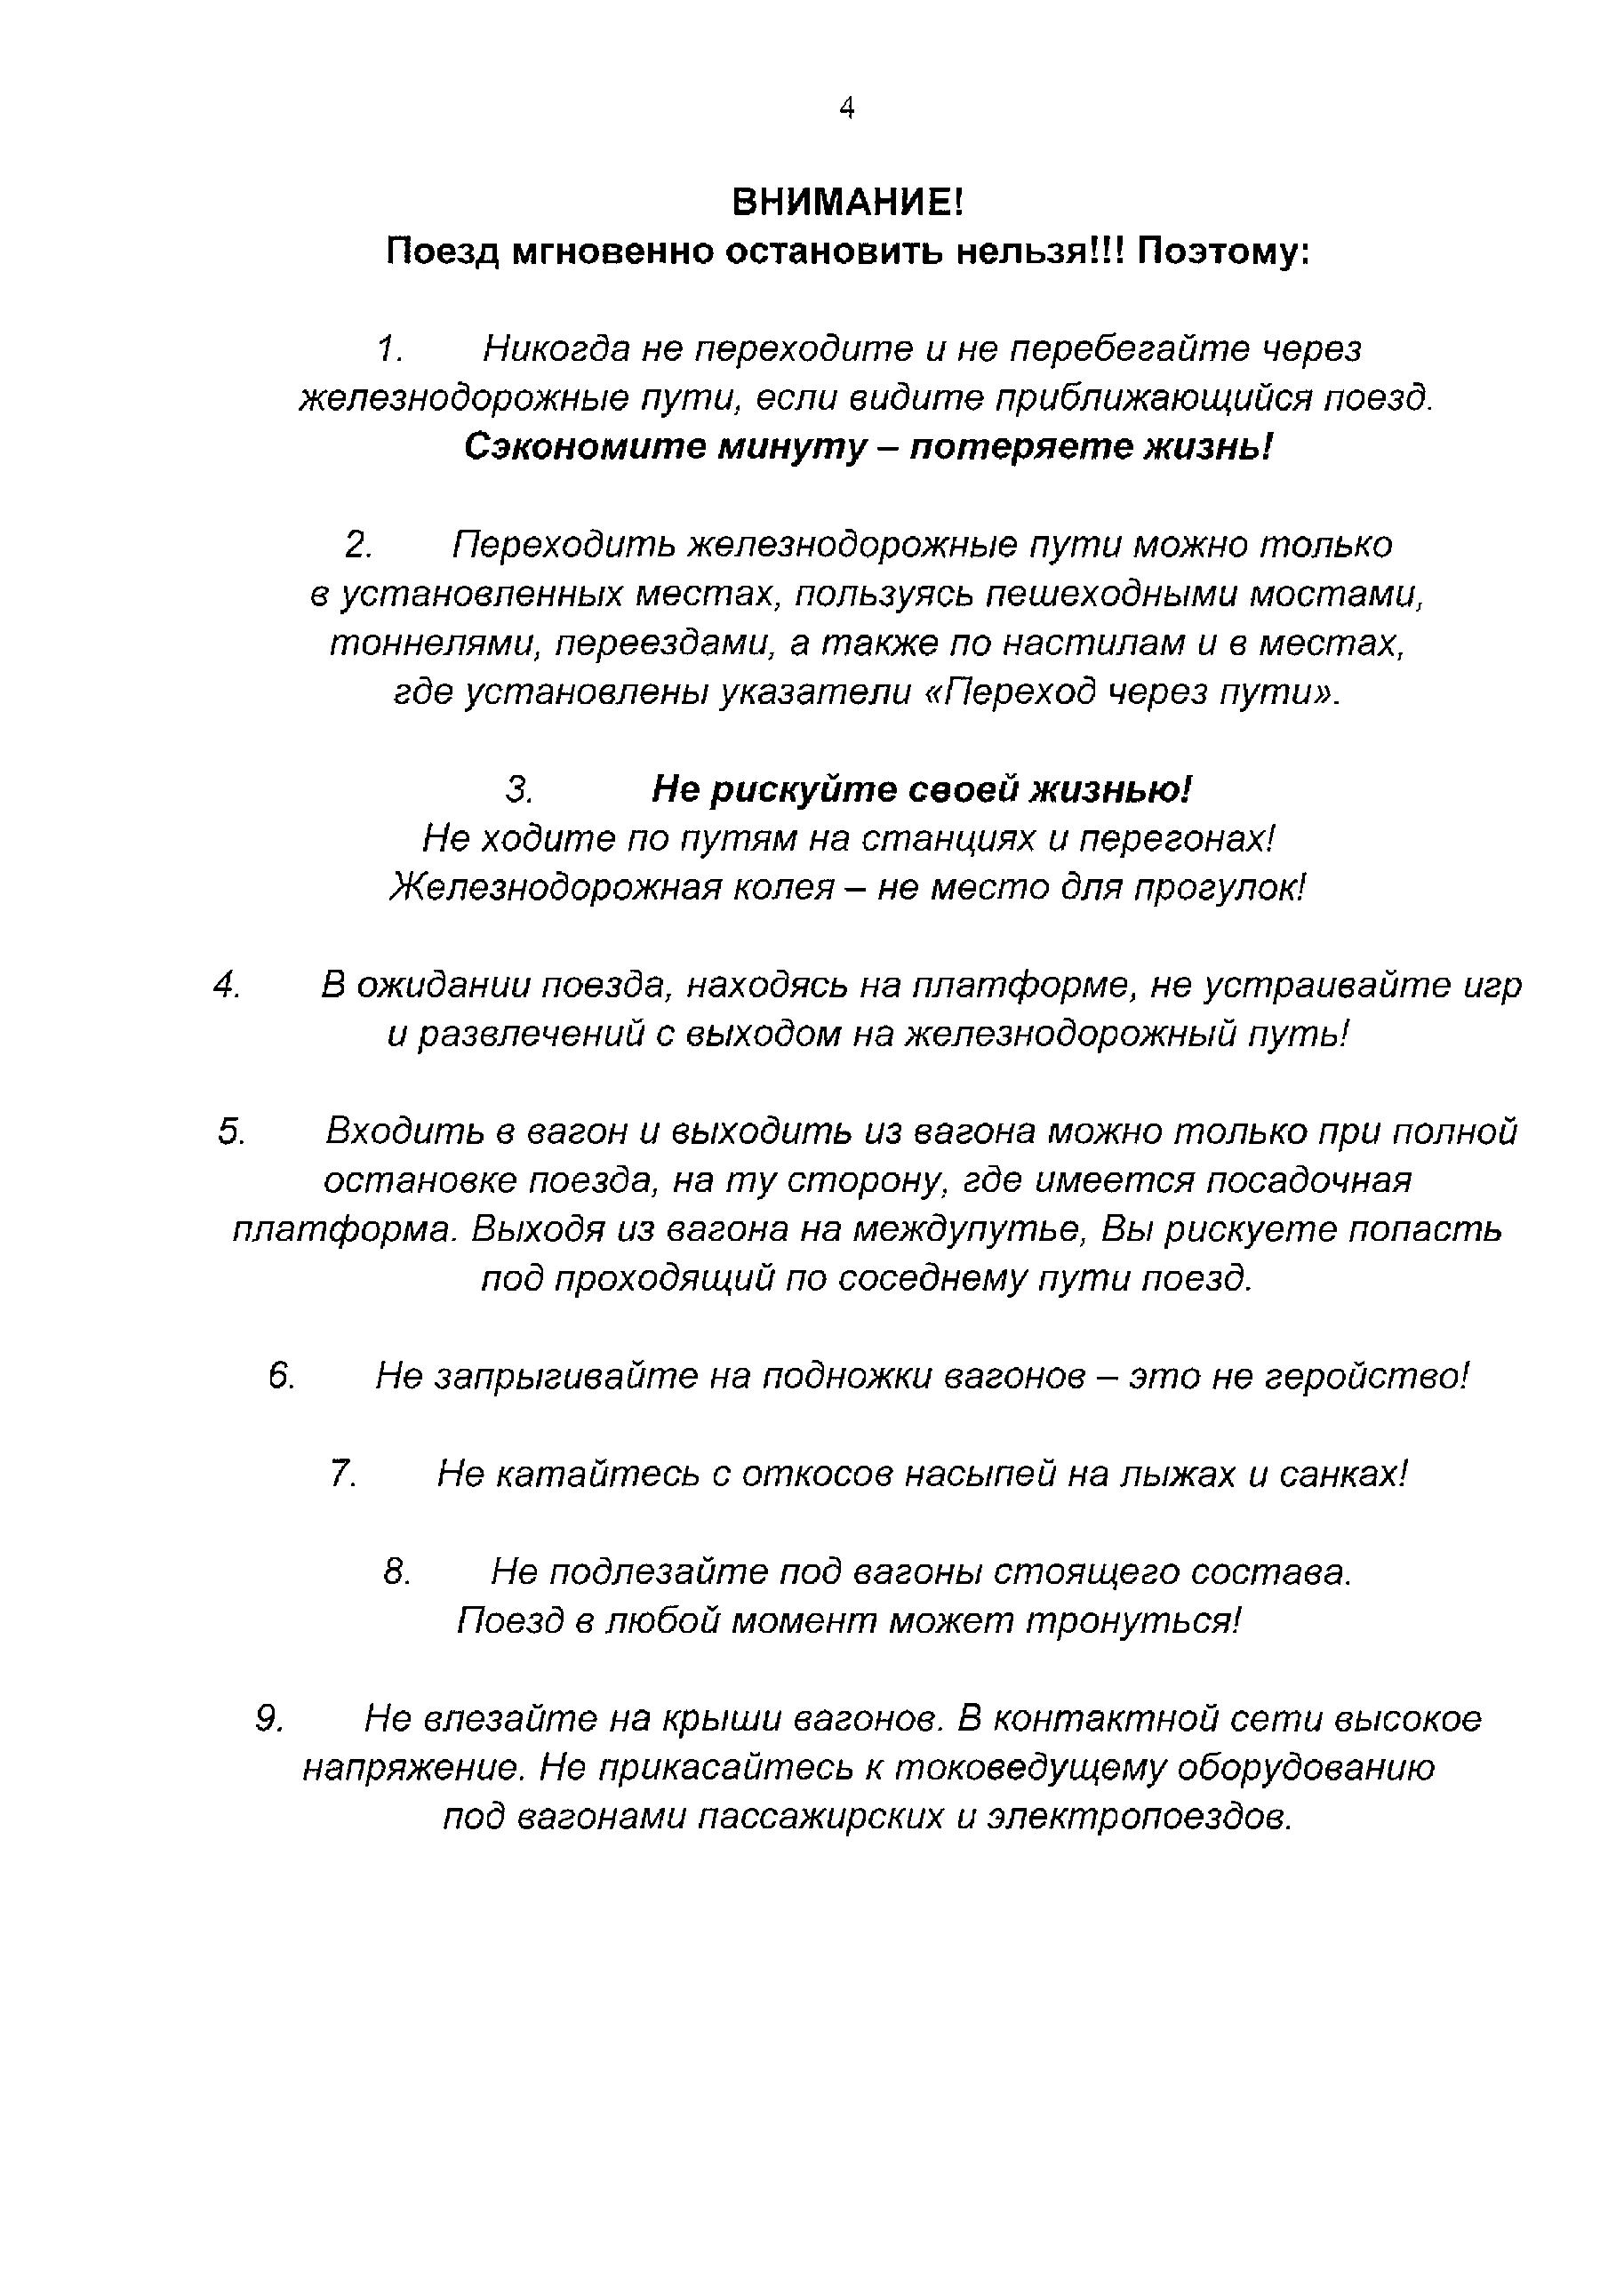 4
ВНИМАНИЕ!
Поезд мгновенно остановить нельзя!!! Поэтому:
1. Никогда не переходите и не перебегайте через
железнодорожные пути, если видите приближающийся поезд.
Сэкономите минуту – потеряете жизнь!
2. Переходить железнодорожные пути можно только
в установленных местах, пользуясь пешеходными мостами,
тоннелями, переездами, а также по настилам и в местах,
где установлены указатели «Переход через пути».
3. Не рискуйте своей жизнью!
Не ходите по путям на станциях и перегонах!
Железнодорожная колея – не место для прогулок!
4. В ожидании поезда, находясь на платформе, не устраивайте игр
и развлечений с выходом на железнодорожный путь!
5. Входить в вагон и выходить из вагона можно только при полной
остановке поезда, на ту сторону, где имеется посадочная
платформа. Выходя из вагона на междупутье, Вы рискуете попасть
под проходящий по соседнему пути поезд.
6. Не запрыгивайте на подножки вагонов – это не геройство!
7. Не катайтесь с откосов насыпей на лыжах и санках!
8. Не подлезайте под вагоны стоящего состава.
Поезд в любой момент может тронуться!
9. Не влезайте на крыши вагонов. В контактной сети высокое
напряжение. Не прикасайтесь к токоведущему оборудованию
под вагонами пассажирских и электропоездов.